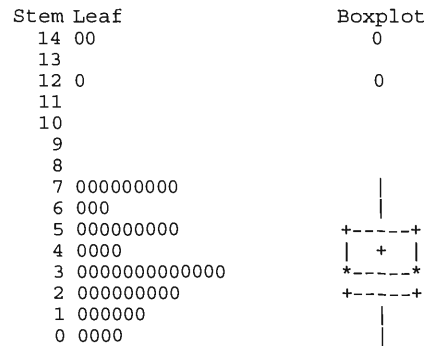 Stem Leaf                     Boxplot
  14 00                          0
  13
  12 0                           0
  11
  10
   9
   8
   7 000000000                   |
   6 000                         |
   5 000000000                +-----+
   4 0000                     |  +  |
   3 0000000000000            *-----*
   2 000000000                +-----+
   1 000000                      |
   0 0000                        |